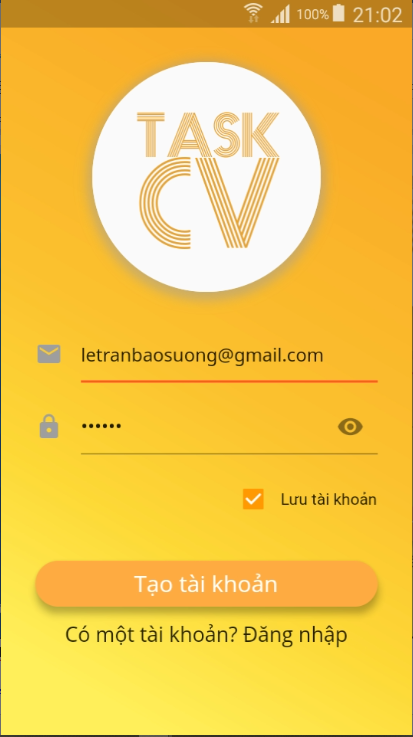 100% 21:02
TASK
CV
letranbaosuong@gmail.com
••••••
Lưu tài khoản
Tạo tài khoản
Có một tài khoản? Đăng nhập